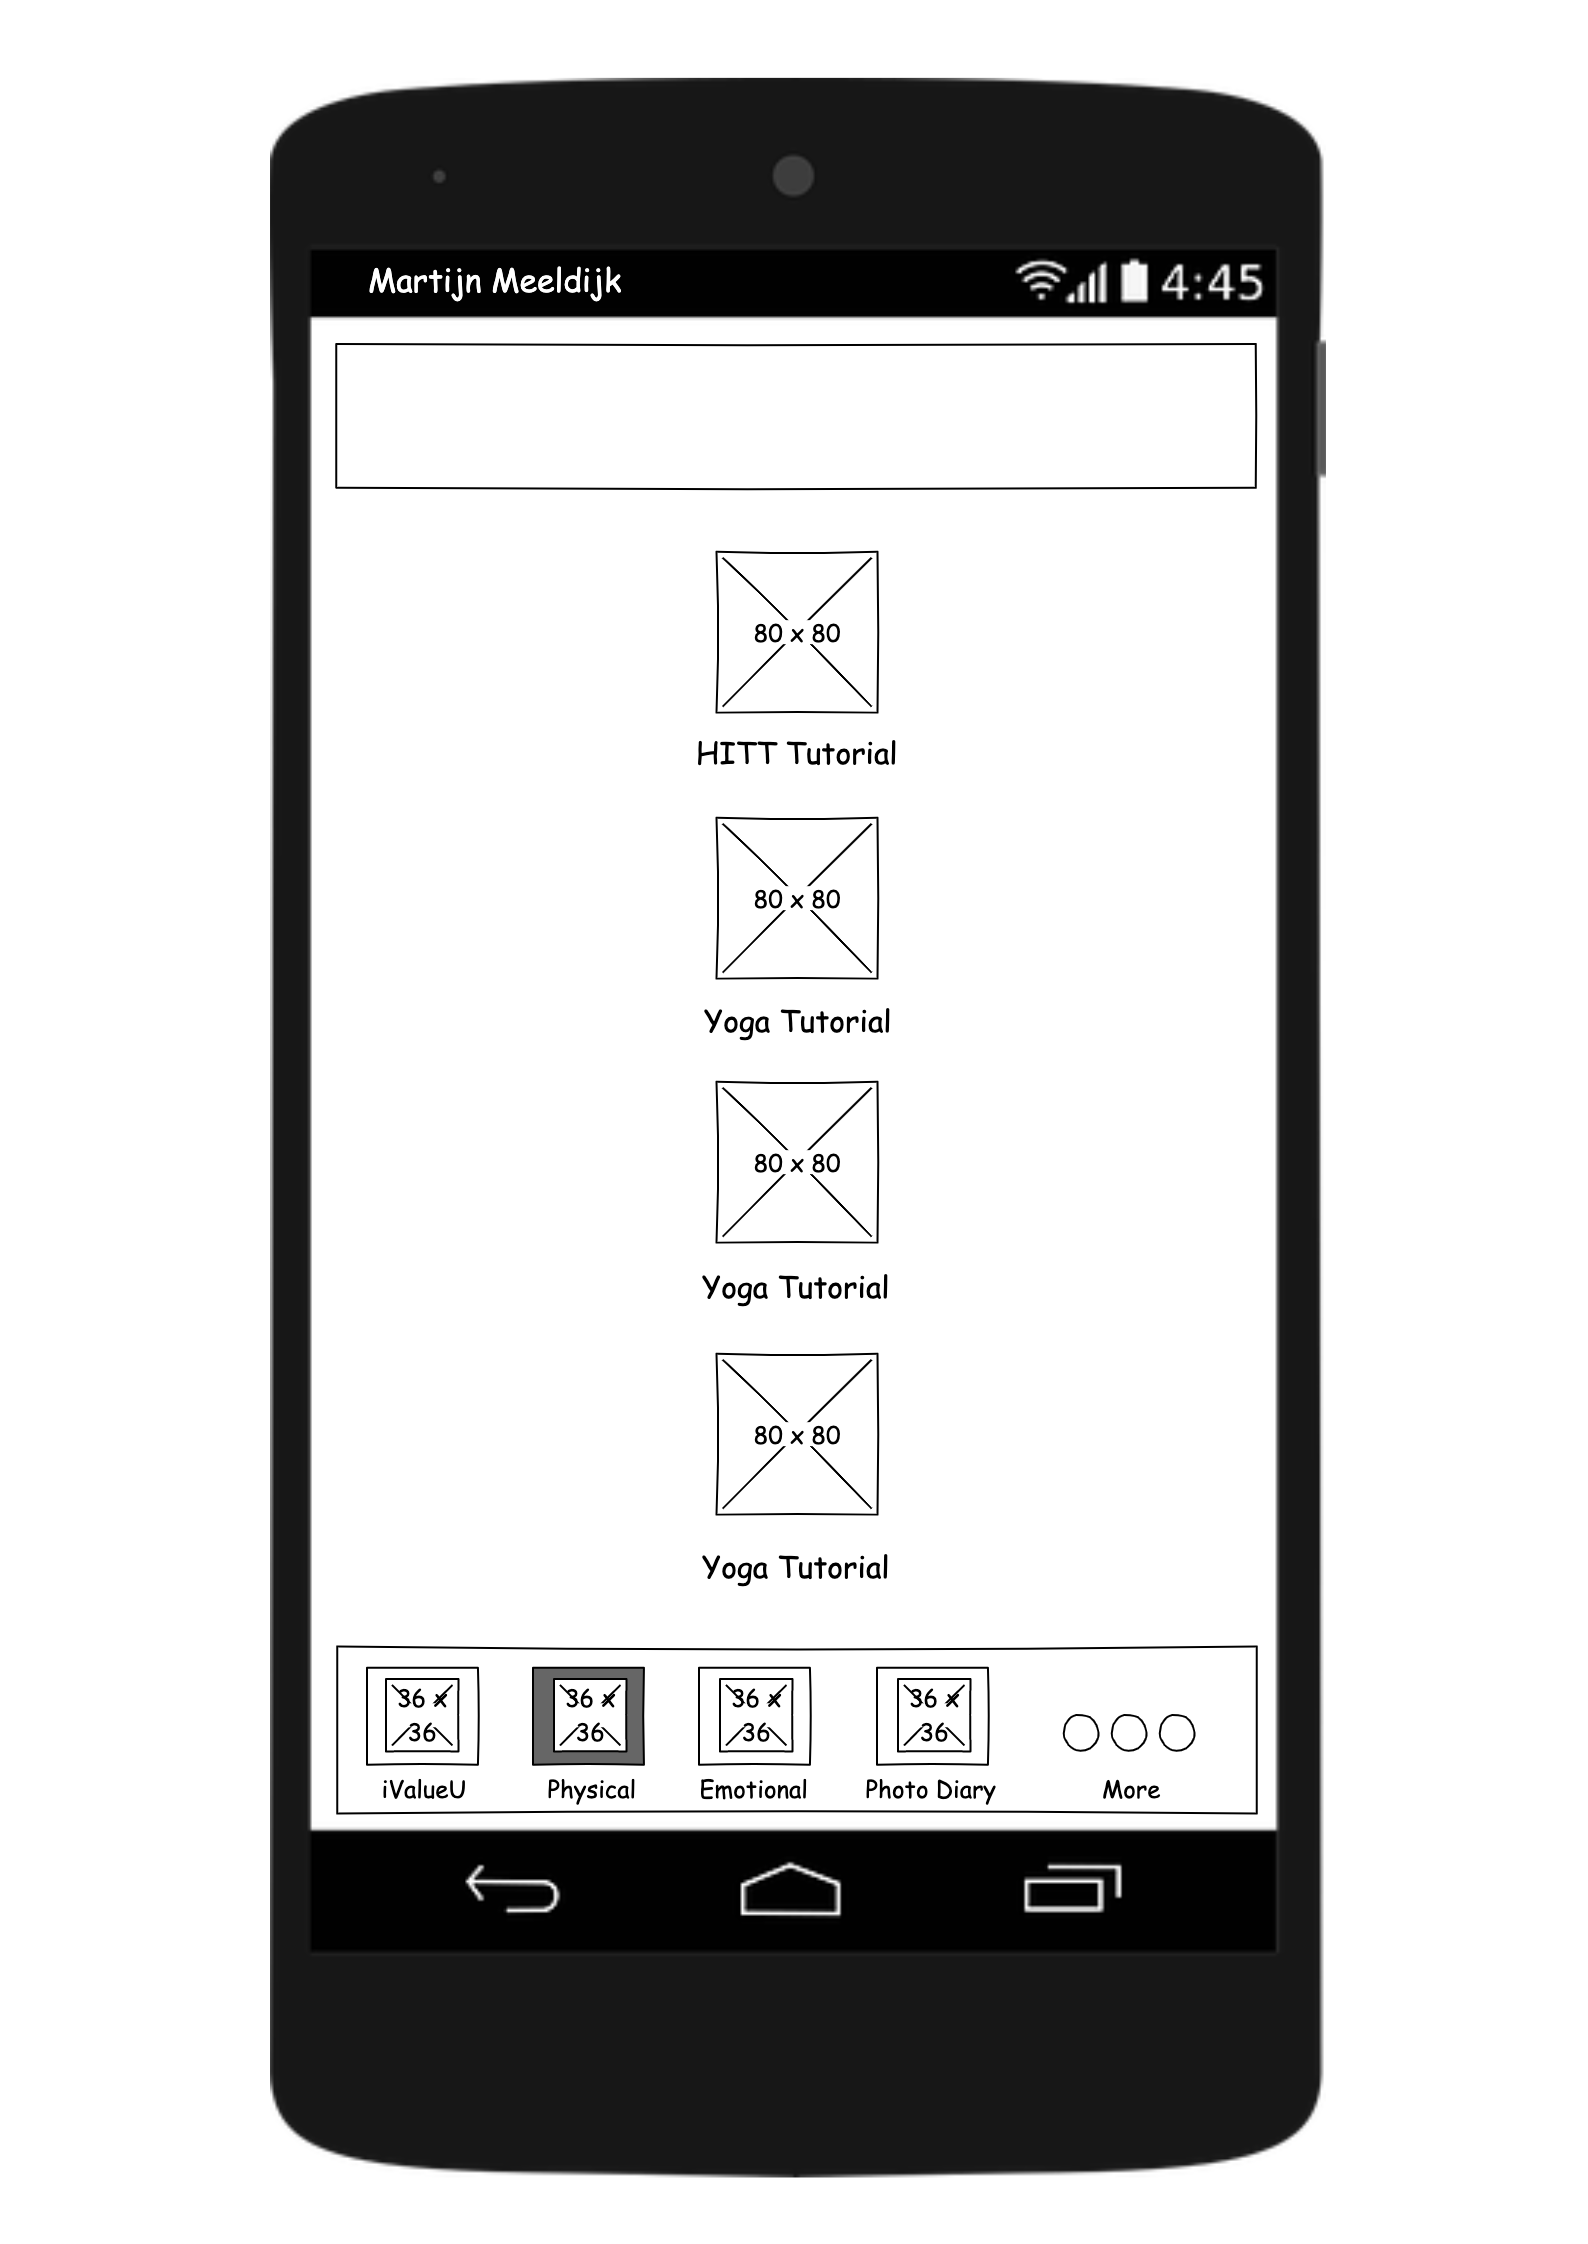 Martijn Meeldijk 4:45
80 x 80
HITT Tutorial
80 x 80
Yoga Tutorial
80 x 80
Yoga Tutorial
80 x 80
Yoga Tutorial
36 x
36
iValueU
36 x
36
Physical
36 x
36
Emotional
36 x
36
Photo Diary
More